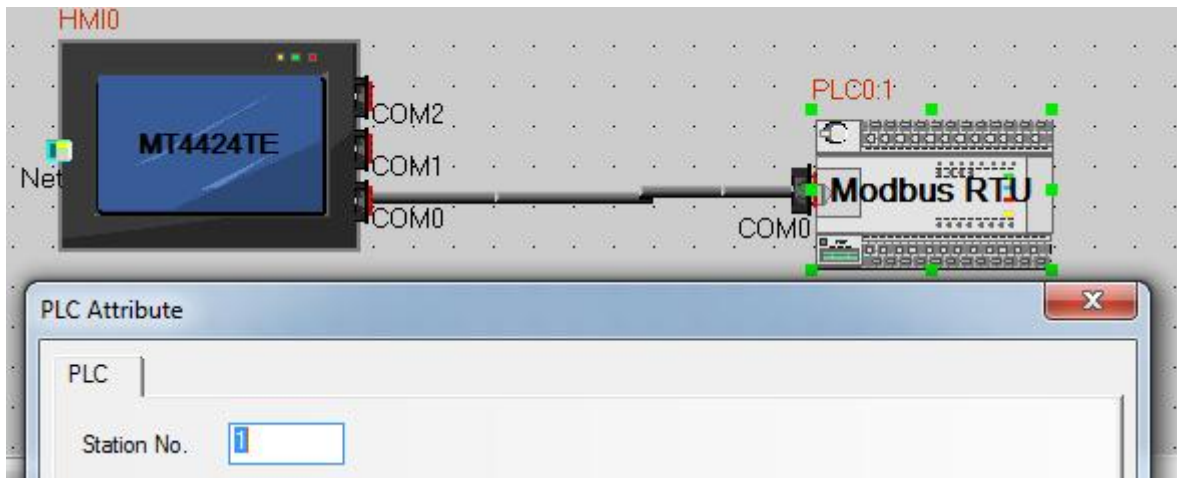 HMI0
MT4424TE
Net
COM2
COM1
COM0
PLC0:1
Modbus RTU
COM0
PLC Attribute
PLC
Station No. 1